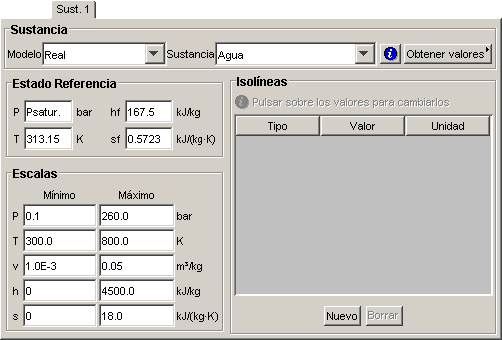 Sust. 1
Sustancia
Modelo Real Sustancia Agua Obtener valores
Estado Referencia
P Psatur. bar hf 167.5 kJ/kg
T 313.15 K sf 0.5723 kJ/(kg·K)
Escalas
Mínimo Máximo
P 0.1 260.0 bar
T 300.0 800.0 K
v 1.0E-3 0.05 m³/kg
h 0 4500.0 kJ/kg
s 0 18.0 kJ/(kg·K)
Isolíneas
Pulsar sobre los valores para cambiarlos
Tipo Valor Unidad
Nuevo Borrar